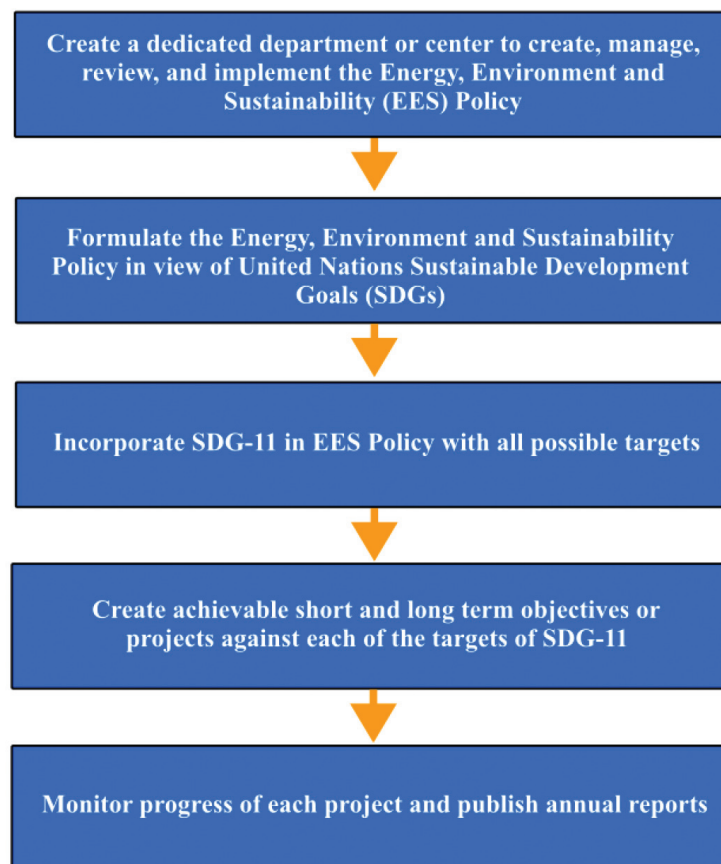 Create a dedicated department or center to create, manage,
review, and implement the Energy, Environment and
Sustainability (EES) Policy
Formulate the Energy, Environment and Sustainability
Policy in view of United Nations Sustainable Development
Goals (SDGs)
Incorporate SDG-11 in EES Policy with all possible targets
Create achievable short and long term objectives or
projects against each of the targets of SDG-11
Monitor progress of each project and publish annual reports